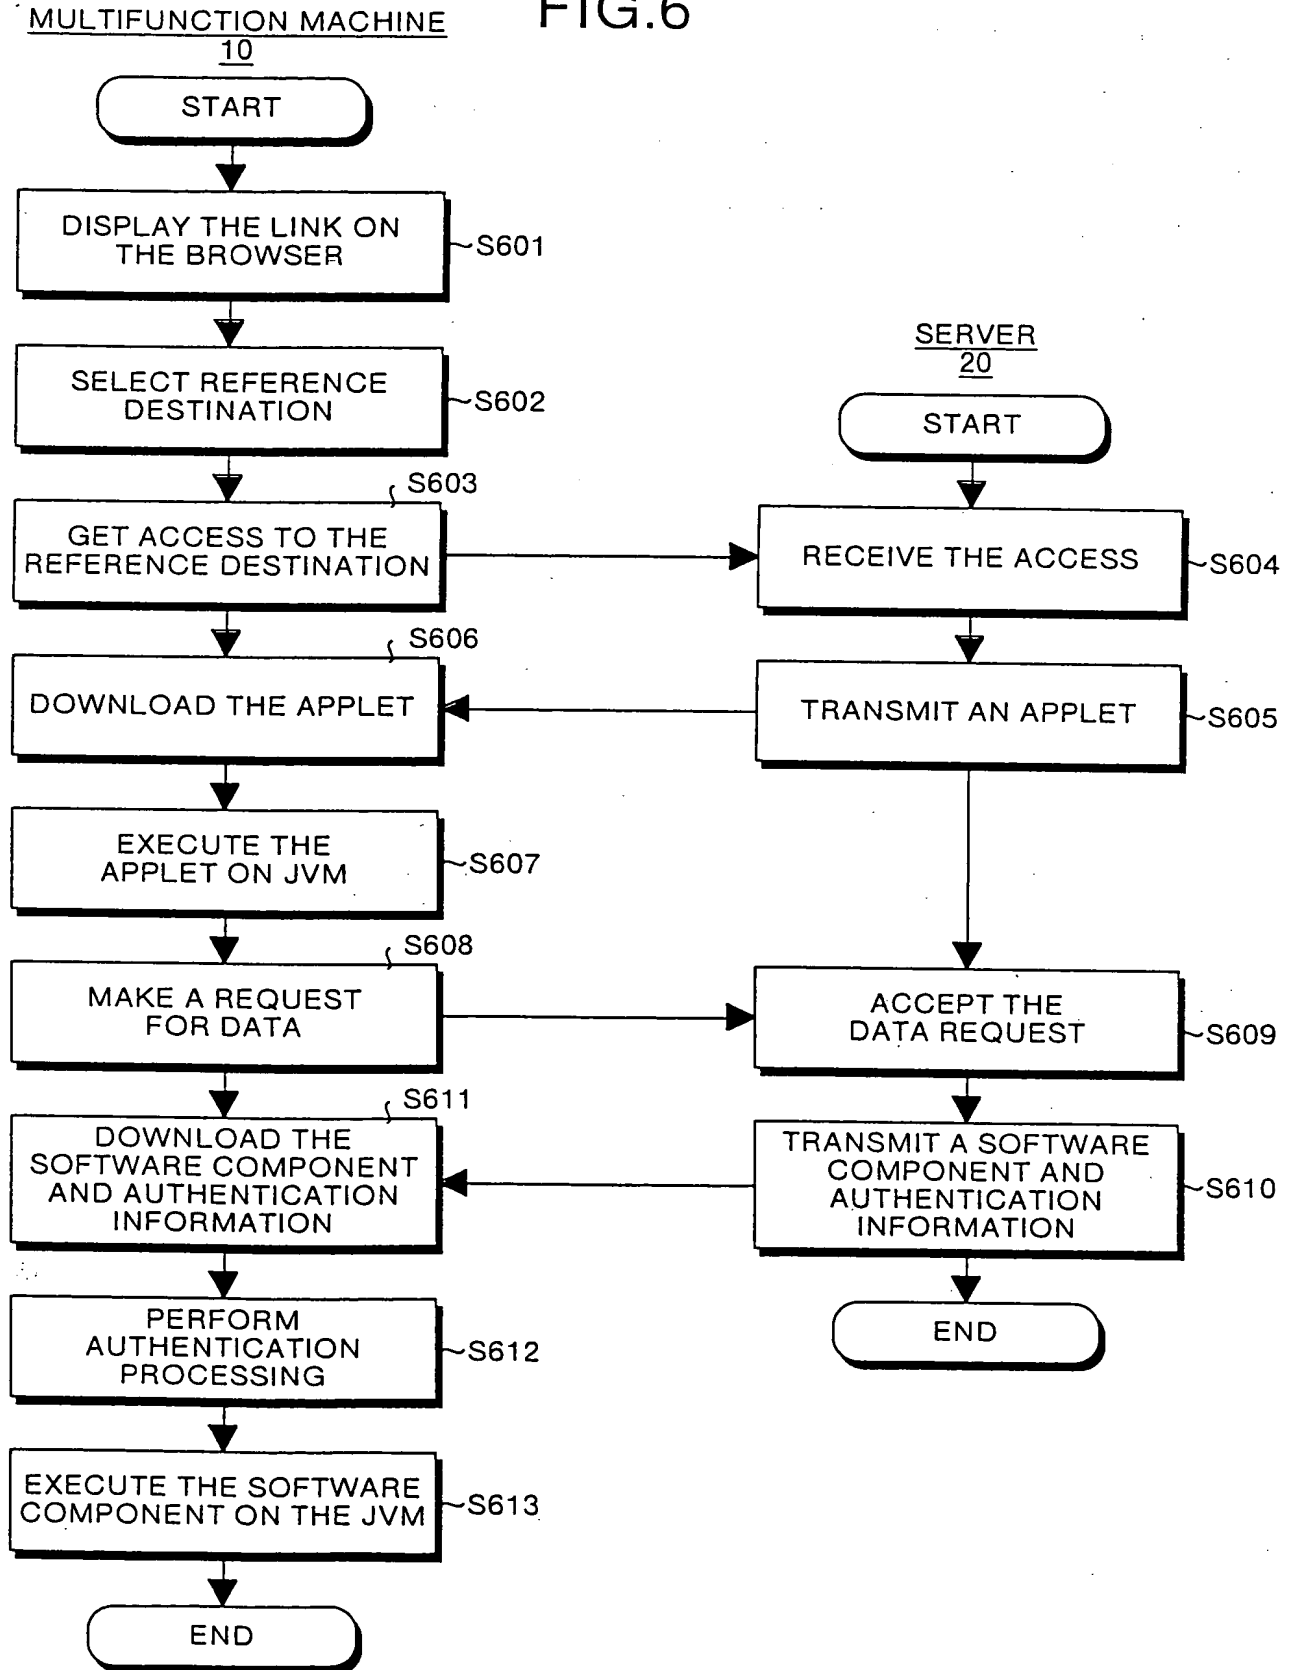 FIG.6
MULTIFUNCTION MACHINE
10
START
DISPLAY THE LINK ON
THE BROWSER
S601
SELECT REFERENCE
DESTINATION
S602
S603
GET ACCESS TO THE
REFERENCE DESTINATION
S606
DOWNLOAD THE APPLET
EXECUTE THE
APPLET ON JVM
S607
S608
MAKE A REQUEST
FOR DATA
S611
DOWNLOAD THE
SOFTWARE COMPONENT
AND AUTHENTICATION
INFORMATION
PERFORM
AUTHENTICATION
PROCESSING
S612
EXECUTE THE SOFTWARE
COMPONENT ON THE JVM
S613
END
SERVER
20
START
RECEIVE THE ACCESS
S604
TRANSMIT AN APPLET
S605
ACCEPT THE
DATA REQUEST
S609
TRANSMIT A SOFTWARE
COMPONENT AND
AUTHENTICATION
INFORMATION
S610
END